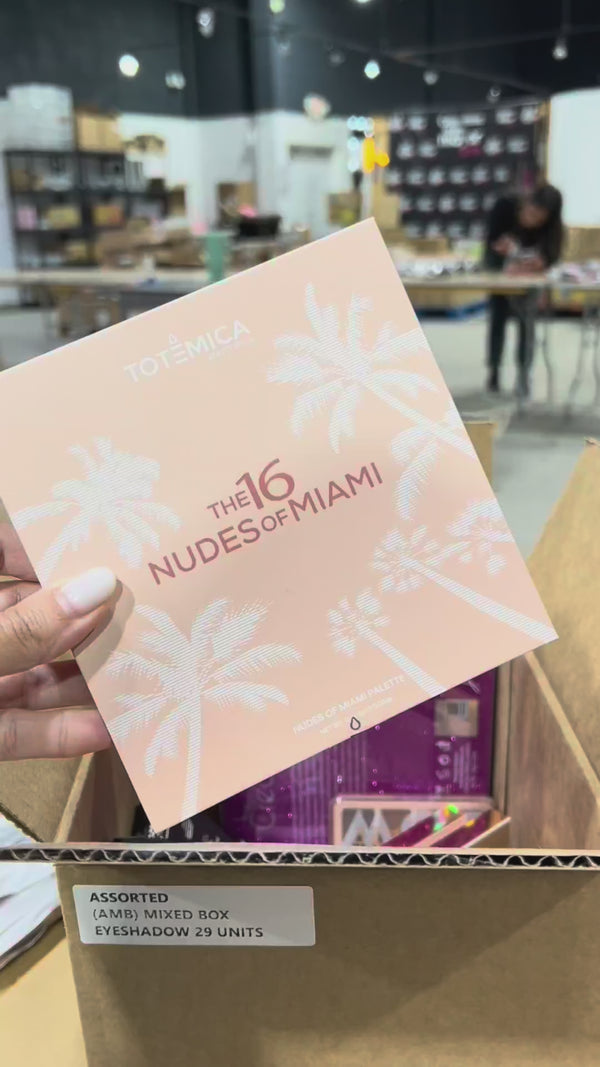 TOTEMICA
THE 16
NUDES OF MIAMI
NUDES OF MIAMI PALETTE
ASSORTED
(AMB) MIXED BOX
EYESHADOW 29 UNITS